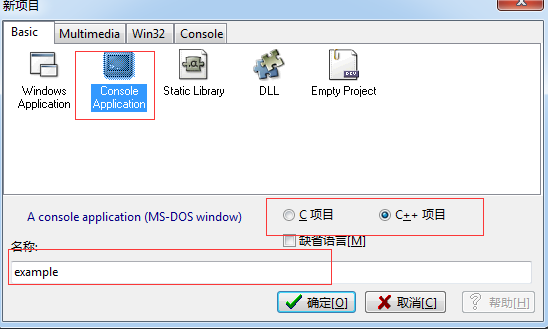 新项目
Basic Multimedia Win32 Console
Windows Application
Console Application
Static Library
DLL
Empty Project
A console application (MS-DOS window)
C 项目
C++ 项目
缺省语言[M]
名称:
example
确定[O]
取消[C]
帮助[H]